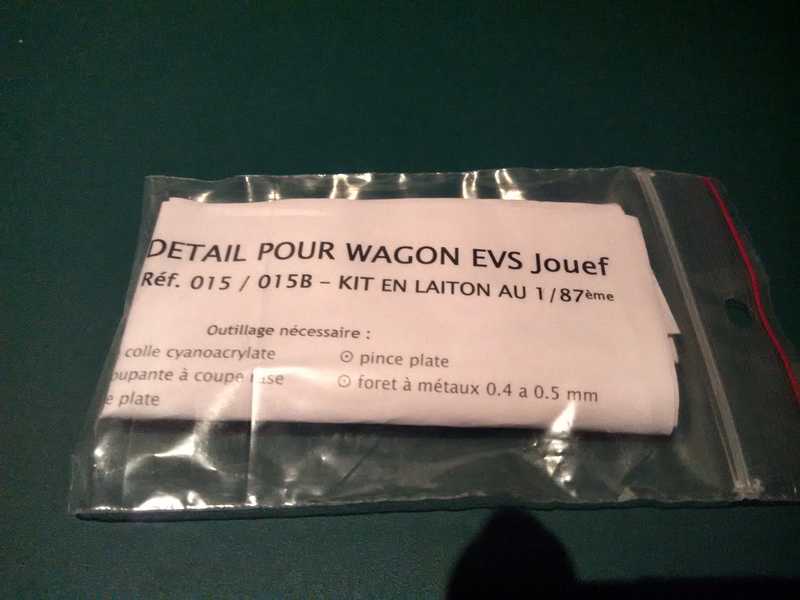 DETAIL POUR WAGON EVS Jouef
Réf. 015 / 015B - KIT EN LAITON AU 1/87ème
Outillage nécessaire :
colle cyanoacrylate
⊙ pince plate
à coupe rase
⊙ foret à métaux 0.4 a 0.5 mm
plate